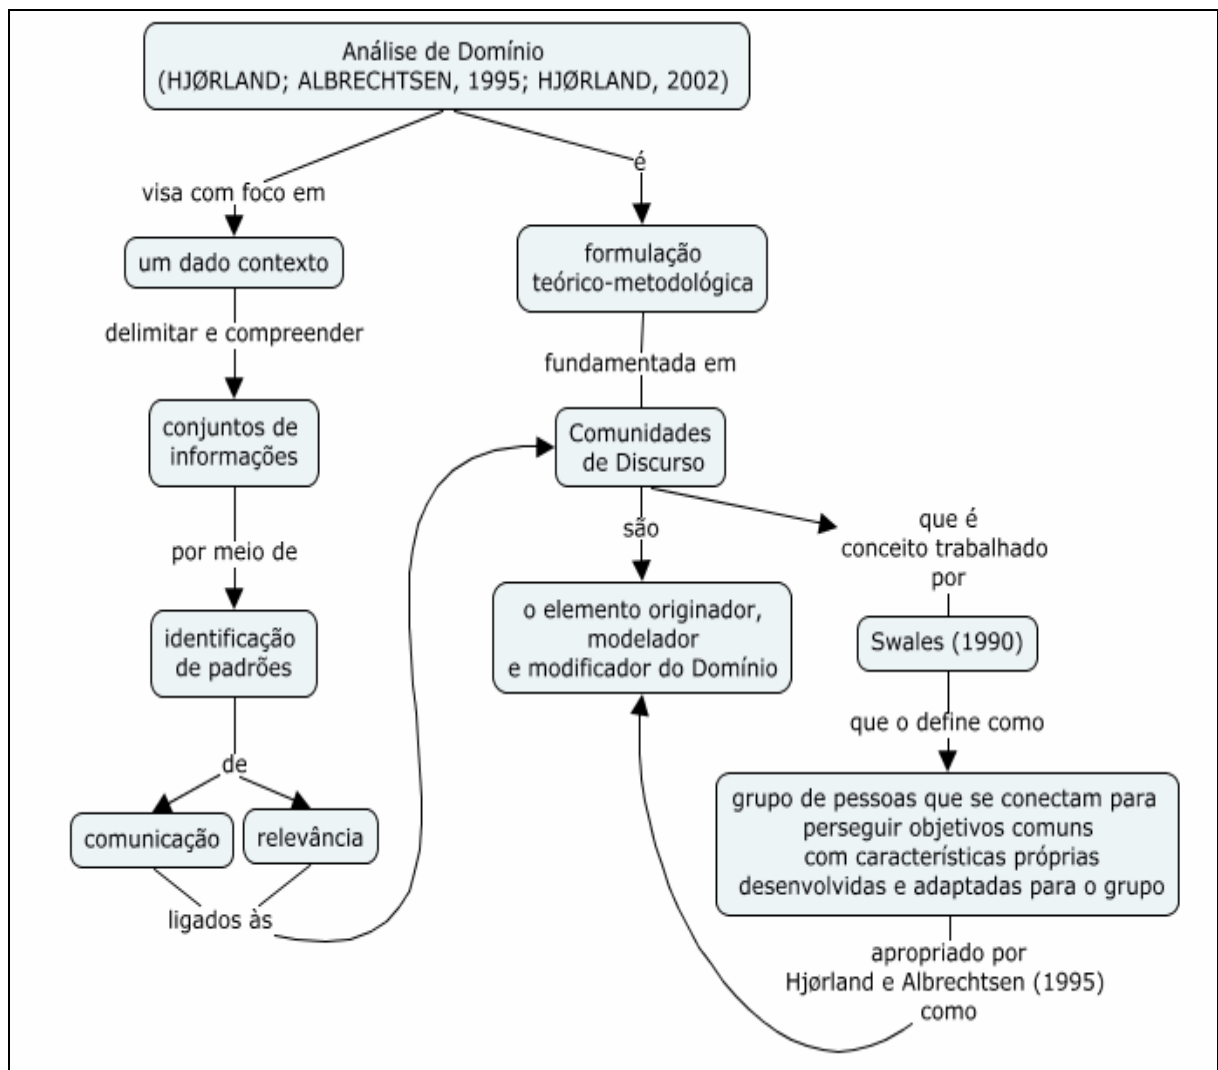 Análise de Domínio
(HJØRLAND; ALBRECHTSEN, 1995; HJØRLAND, 2002)
visa com foco em
um dado contexto
delimitar e compreender
conjuntos de
informações
por meio de
identificação
de padrões
de
comunicação
relevância
ligados às
é
formulação
teórico-metodológica
fundamentada em
Comunidades
de Discurso
são
o elemento originador,
modelador
e modificador do Domínio
que é
conceito trabalhado
por
Swales (1990)
que o define como
grupo de pessoas que se conectam para
perseguir objetivos comuns
com características próprias
desenvolvidas e adaptadas para o grupo
apropriado por
Hjørland e Albrechtsen (1995)
como